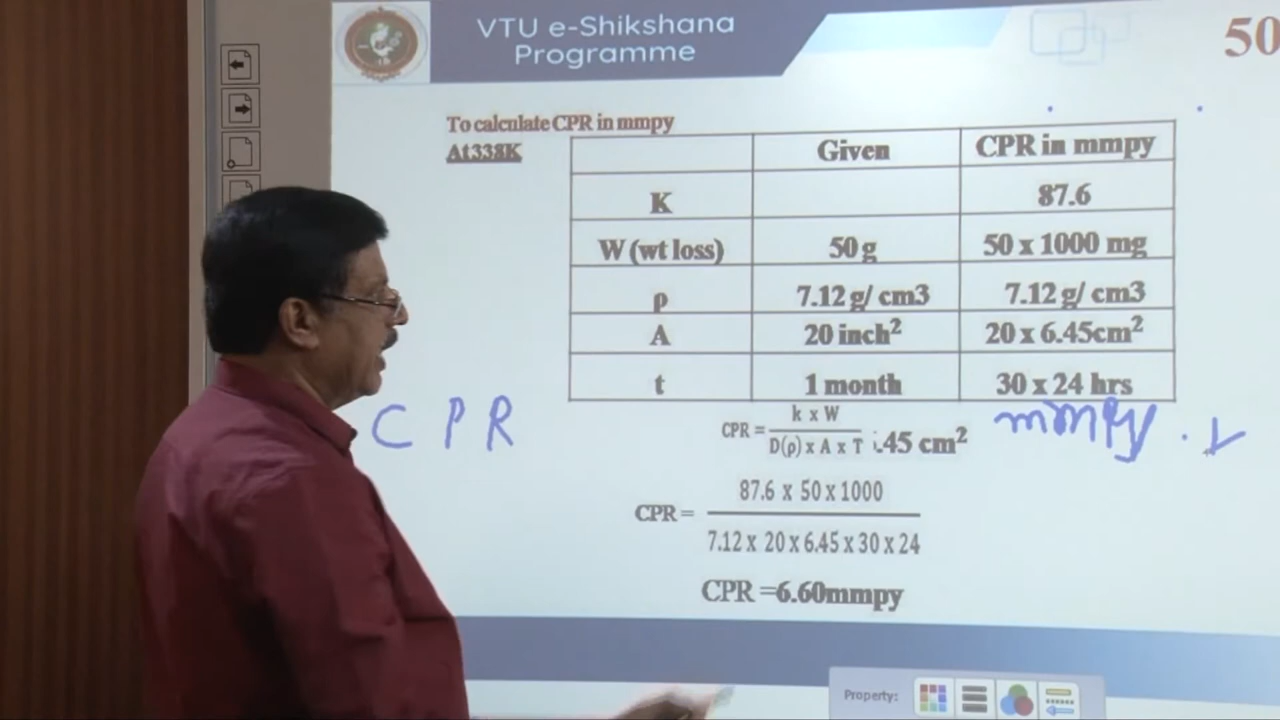 VTU e-Shikshana
Programme
50
To calculate CPR in mmpy
At 338K
Given CPR in mmpy
K 87.6
W (wt loss) 50 g 50 x 1000 mg
ρ 7.12 g/ cm3 7.12 g/ cm3
A 20 inch² 20 x 6.45cm²
t 1 month 30 x 24 hrs
C P R
mmpy .
CPR = k x W / D(ρ) x A x T .45 cm²
CPR = 87.6 x 50 x 1000 / 7.12 x 20 x 6.45 x 30 x 24
CPR =6.60mmpy
Property: